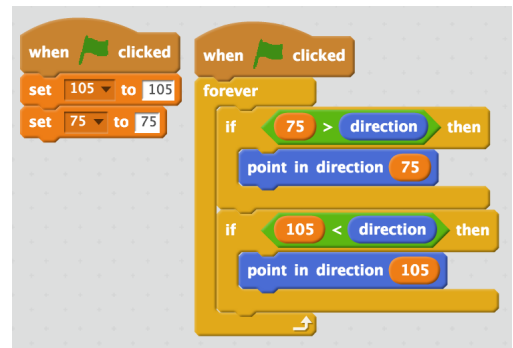 when clicked
set 105 to 105
set 75 to 75
when clicked
forever
if 75 > direction then
point in direction 75
if 105 < direction then
point in direction 105